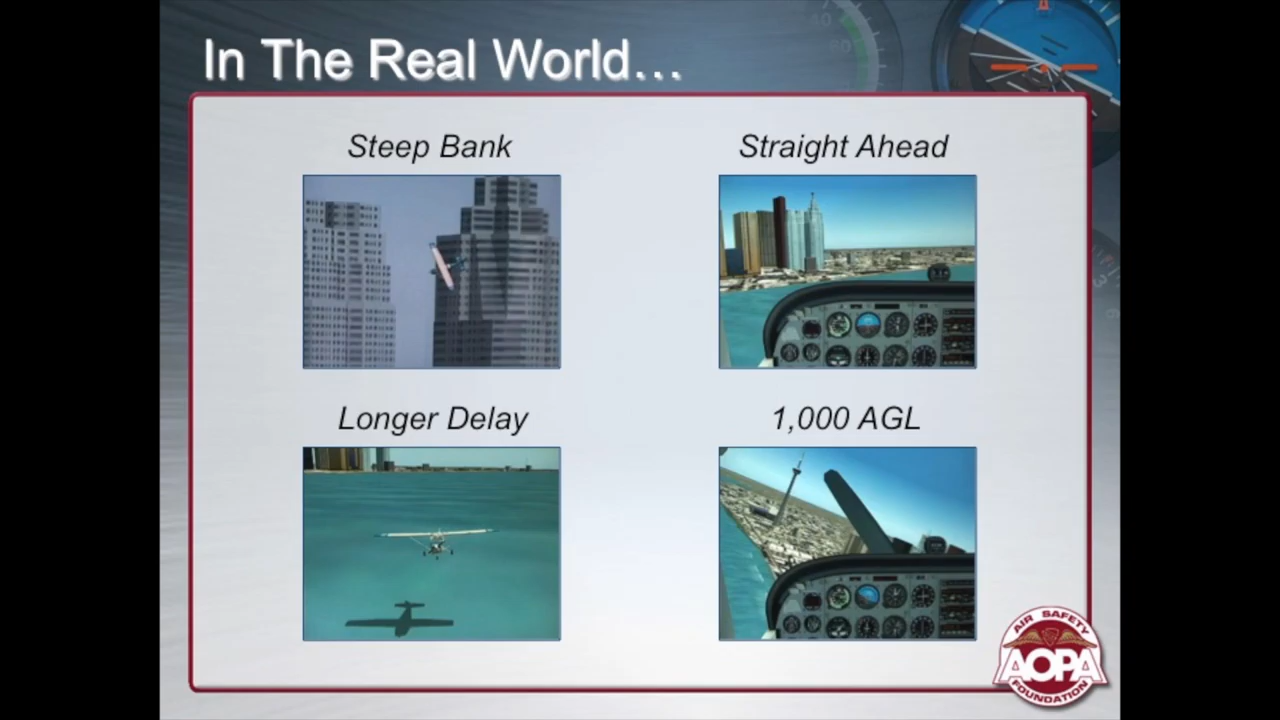 In The Real World...
Steep Bank
Straight Ahead
Longer Delay
1,000 AGL
AIR SAFETY
AOPA
FOUNDATION